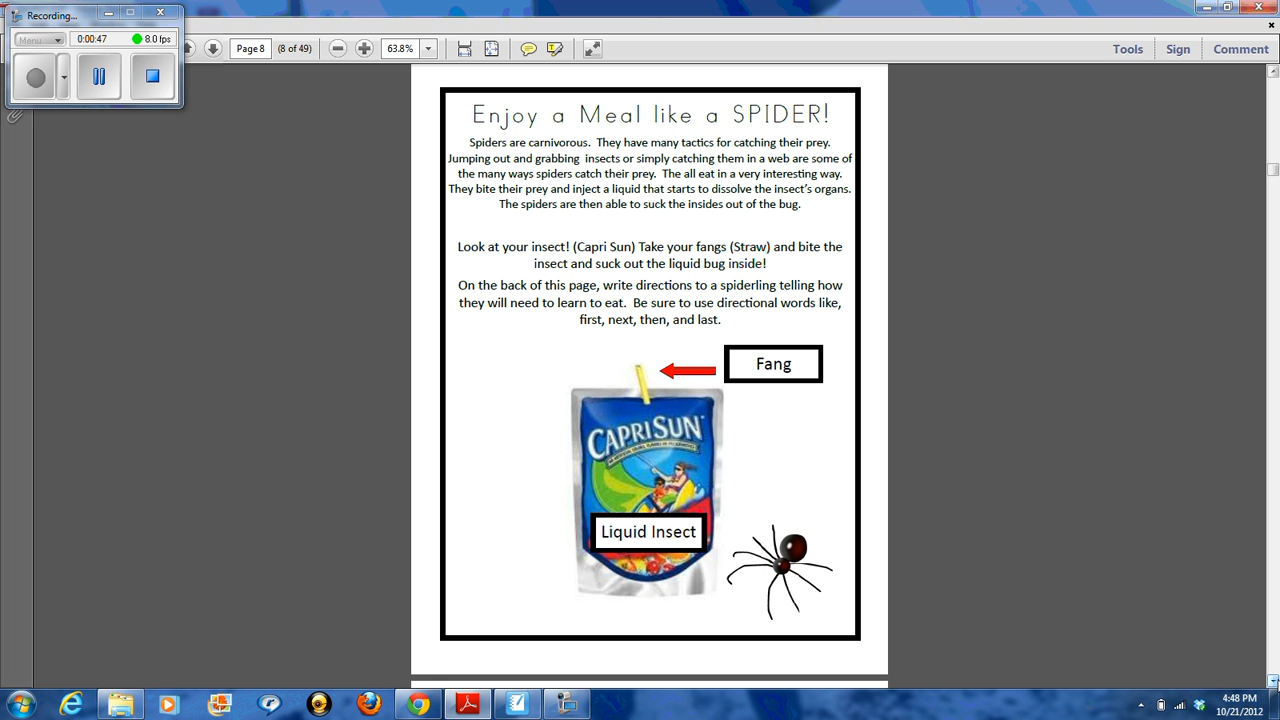 Recording...
Menu
0:00:47
8.0 fps
Page 8
(8 of 49)
63.8%
Tools
Sign
Comment
Enjoy a Meal like a SPIDER!
Spiders are carnivorous. They have many tactics for catching their prey.
Jumping out and grabbing insects or simply catching them in a web are some of
the many ways spiders catch their prey. The all eat in a very interesting way.
They bite their prey and inject a liquid that starts to dissolve the insect's organs.
The spiders are then able to suck the insides out of the bug.
Look at your insect! (Capri Sun) Take your fangs (Straw) and bite the
insect and suck out the liquid bug inside!
On the back of this page, write directions to a spiderling telling how
they will need to learn to eat. Be sure to use directional words like,
first, next, then, and last.
Fang
CAPRISUN
Liquid Insect
4:48 PM
10/21/2012